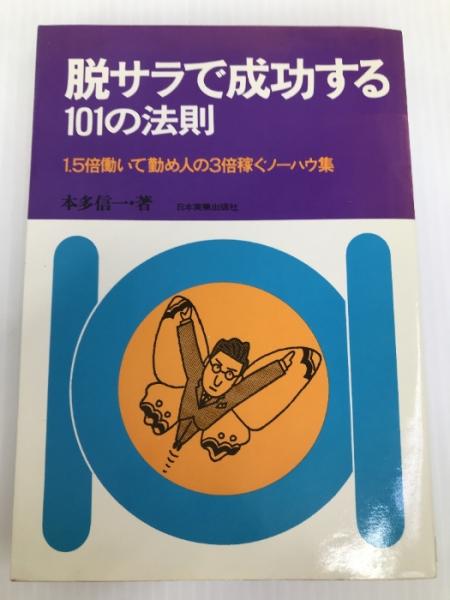 脱サラで成功する
101の法則
1.5倍働いて勤め人の3倍稼ぐノーハウ集
本多信一・著 日本実業出版社